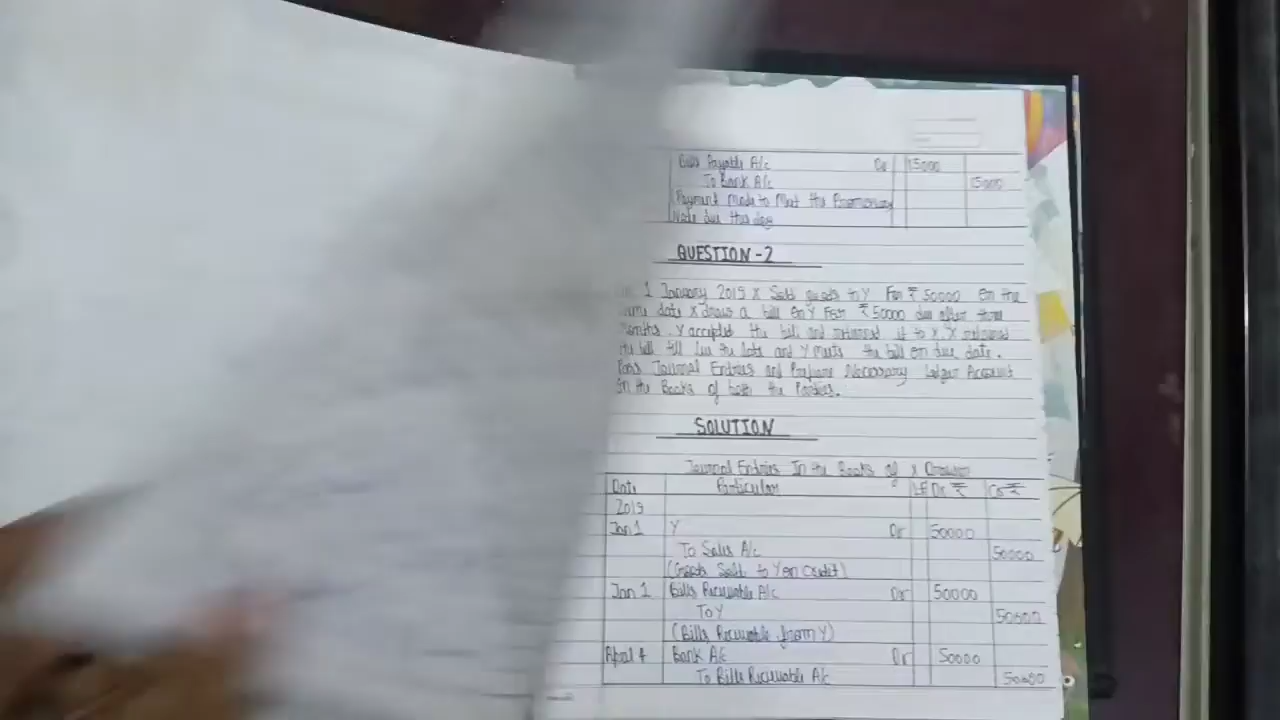 Bills Payable A/c Dr 15000
To Bank A/c 15000
(Payment Made to Meet the Promissory
Note due this day
QUESTION-2
1 January 2019 X Sold goods to Y For ₹ 50000 On the
date X draws a bill on Y For ₹ 50000 due after three
Months. Y accepted the bill and returned it to X. X retained
the bill till due the date and Y meets the bill on due date.
Pass Journal Entries and Prepare Necessary Ledger Account
In the Books of both the Parties.
SOLUTION
Journal Entries In the Books of X Drawer
Date Particular LF Dr ₹ Cr ₹
2019
Jan 1 Y Dr 50000
To Sales A/c 50000
(Goods Sold to Y on Credit)
Jan 1 Bills Receivable A/c Dr 50000
To Y 50000
(Bills Receivable from Y)
April 4 Bank A/c Dr 50000
To Bills Receivable A/c 50000